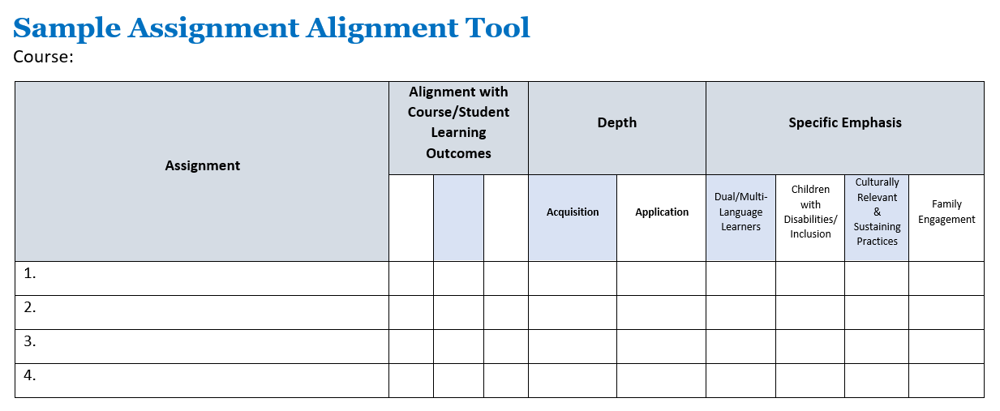 Sample Assignment Alignment Tool
Course:
Assignment
Alignment with
Course/Student
Learning
Outcomes
Depth
Specific Emphasis
Acquisition
Application
Dual/Multi-
Language
Learners
Children
with
Disabilities/
Inclusion
Culturally
Relevant
&
Sustaining
Practices
Family
Engagement
1.
2.
3.
4.